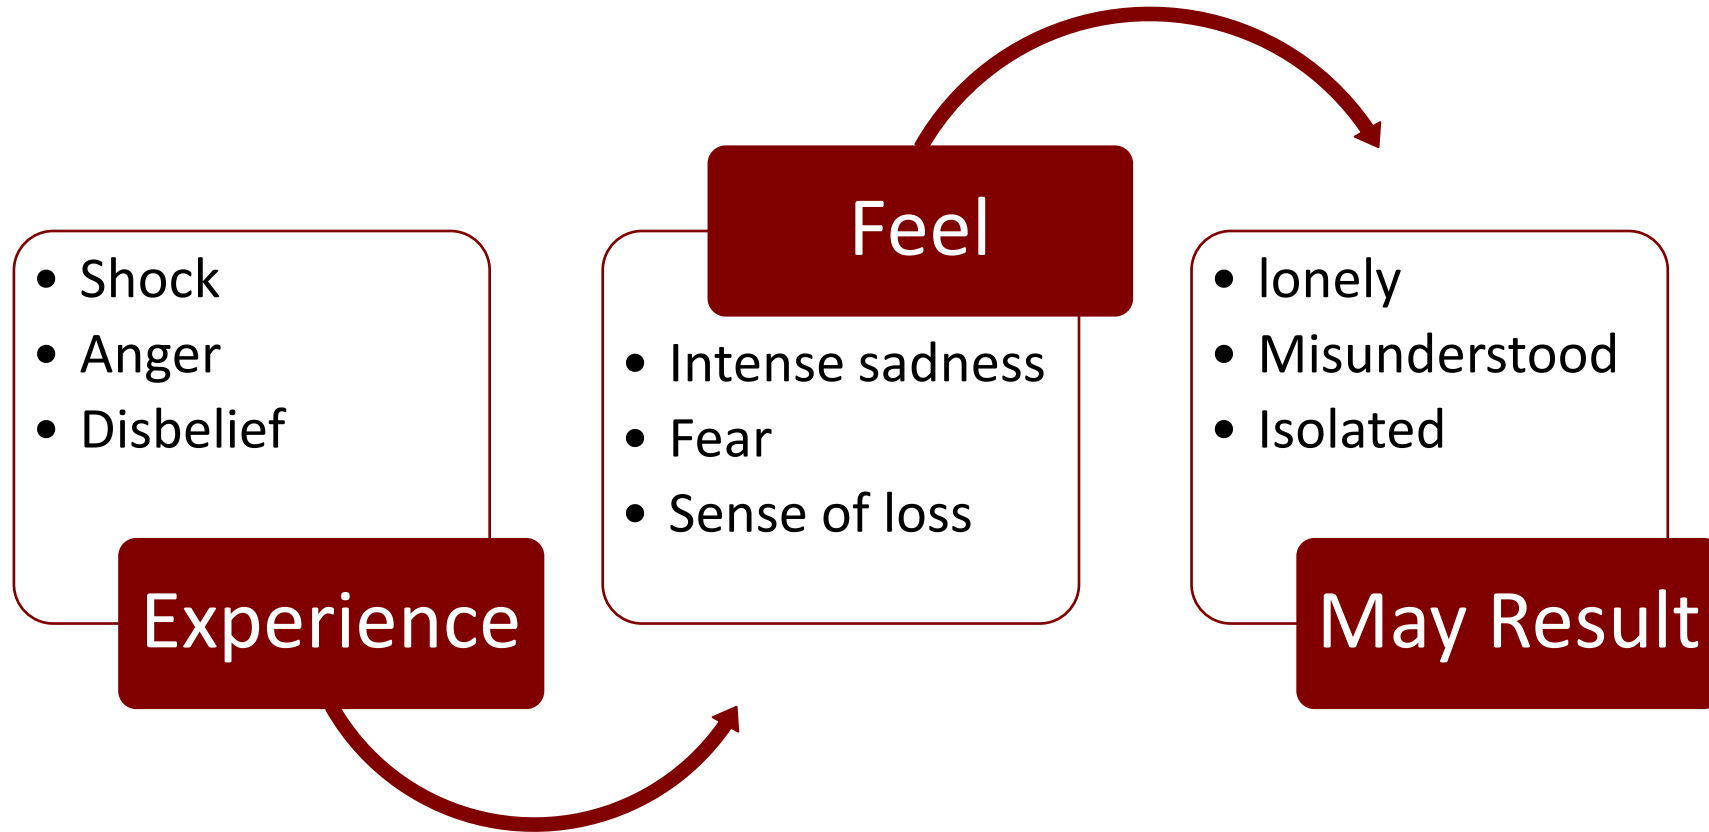 • Shock
• Anger
• Disbelief
Experience
Feel
• Intense sadness
• Fear
• Sense of loss
• lonely
• Misunderstood
• Isolated
May Result